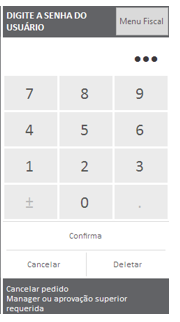 DIGITE A SENHA DO
USUÁRIO
Menu Fiscal
●●●
7 8 9
4 5 6
1 2 3
± 0 .
Confirma
Cancelar Deletar
Cancelar pedido
Manager ou aprovação superior
requerida